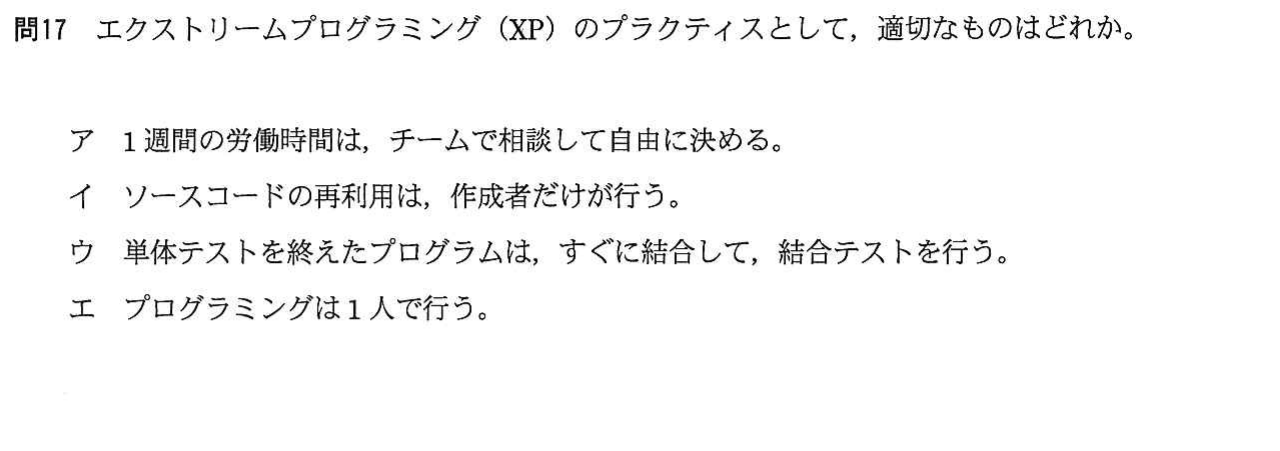 問17 エクストリームプログラミング（XP）のプラクティスとして，適切なものはどれか。
ア 1週間の労働時間は，チームで相談して自由に決める。
イ ソースコードの再利用は，作成者だけが行う。
ウ 単体テストを終えたプログラムは，すぐに結合して，結合テストを行う。
エ プログラミングは1人で行う。